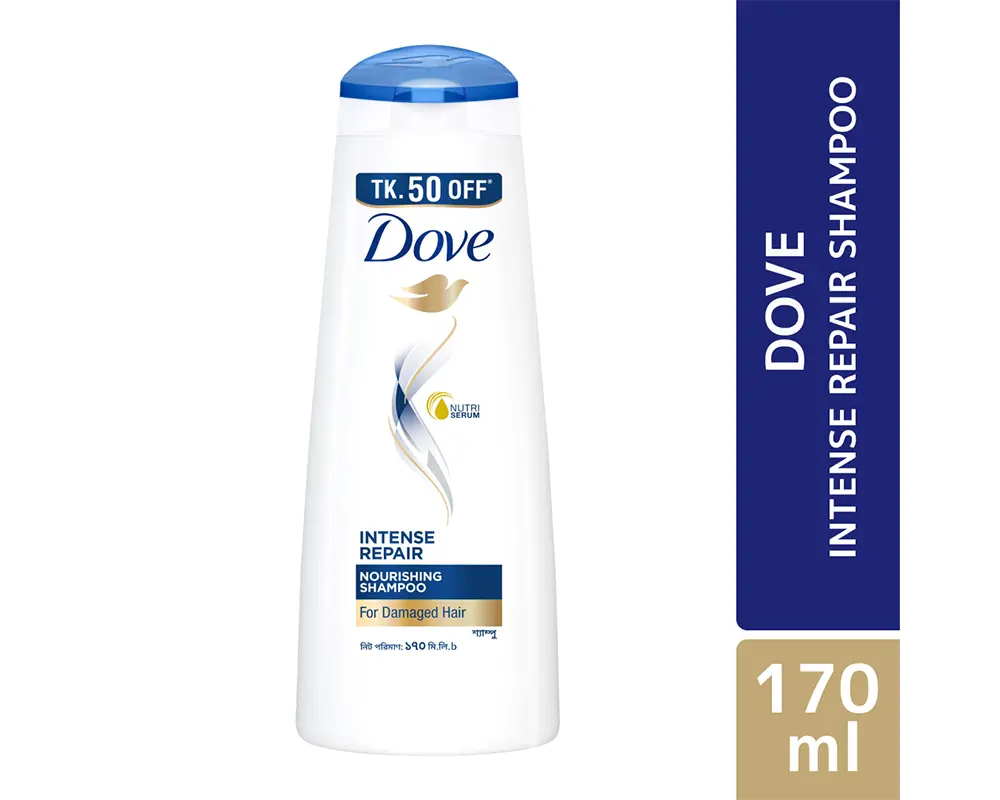 TK. 50 OFF*
Dove
NUTRI
SERUM
INTENSE
REPAIR
NOURISHING
SHAMPOO
For Damaged Hair
শ্যাম্পু
নিট পরিমাণ: ১৭০ মি.লি.b
DOVE
INTENSE REPAIR SHAMPOO
170
ml